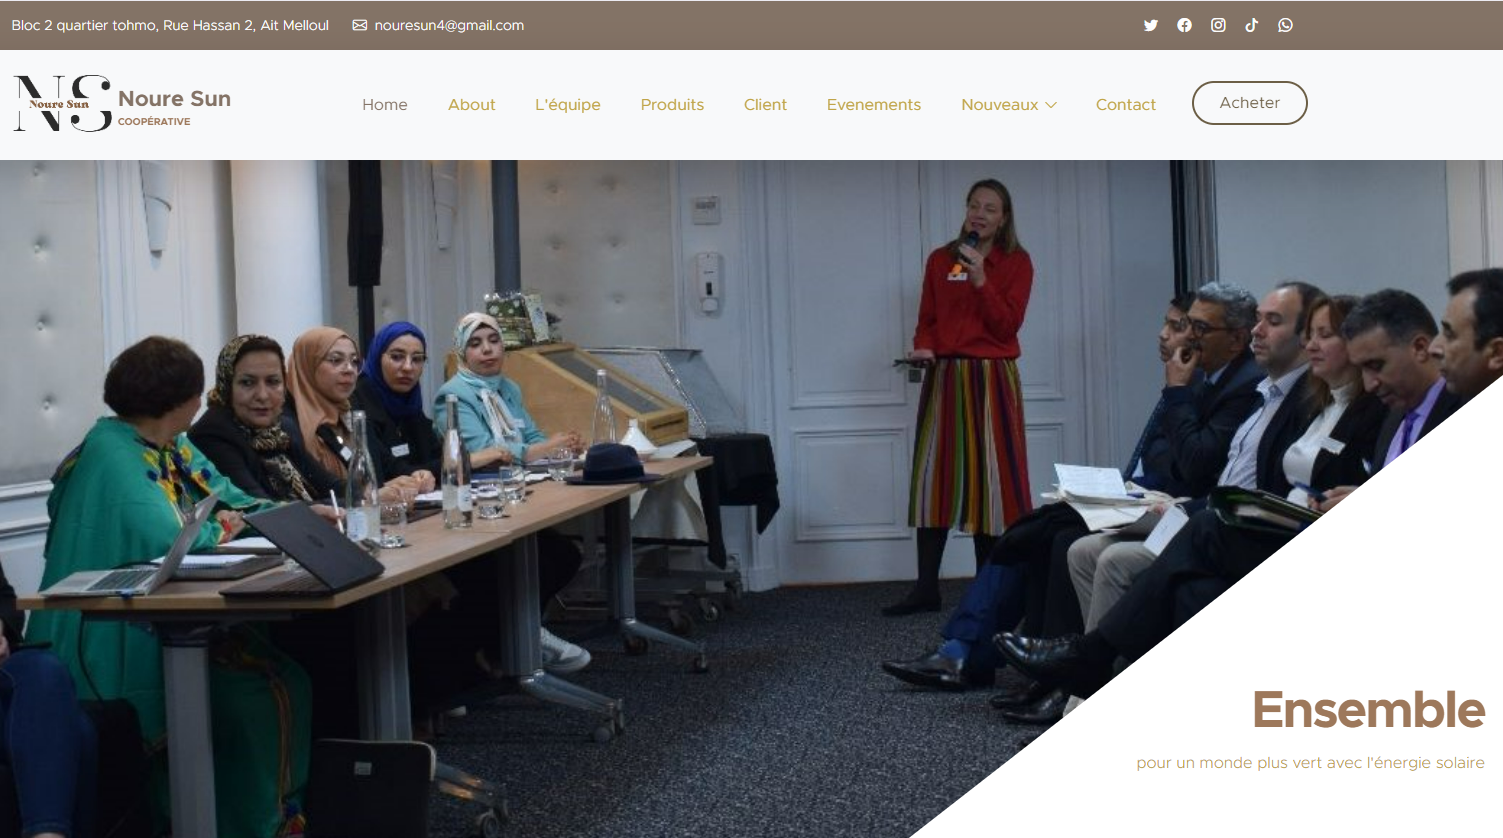 Bloc 2 quartier tohmo, Rue Hassan 2, Ait Melloul
nouresun4@gmail.com
NS
Noure Sun
Noure Sun
COOPÉRATIVE
Home
About
L'équipe
Produits
Client
Evenements
Nouveaux
Contact
Acheter
Ensemble
pour un monde plus vert avec l'énergie solaire